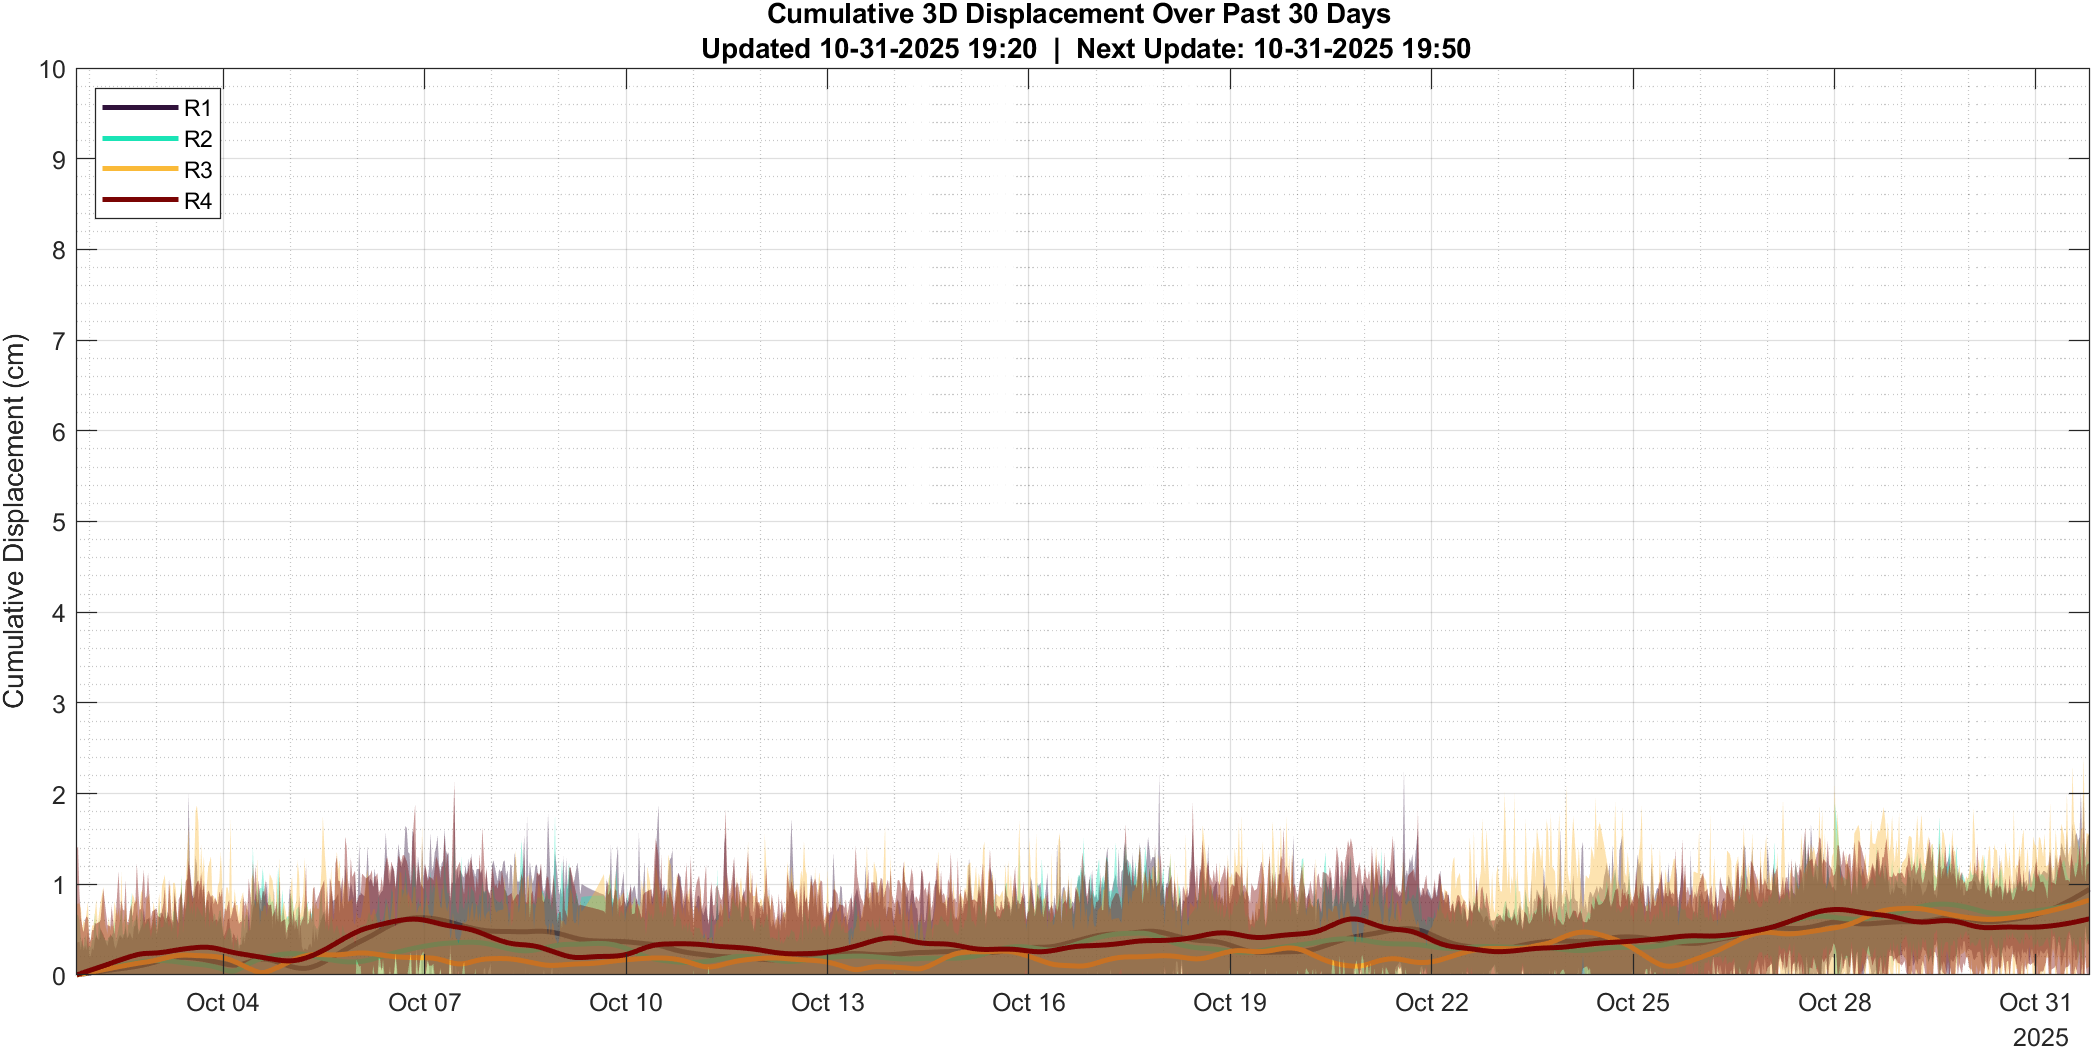 Cumulative 3D Displacement Over Past 30 Days
Updated 10-31-2025 19:20 | Next Update: 10-31-2025 19:50
R1
R2
R3
R4
Cumulative Displacement (cm)
10
9
8
7
6
5
4
3
2
1
0
Oct 04 Oct 07 Oct 10 Oct 13 Oct 16 Oct 19 Oct 22 Oct 25 Oct 28 Oct 31
2025